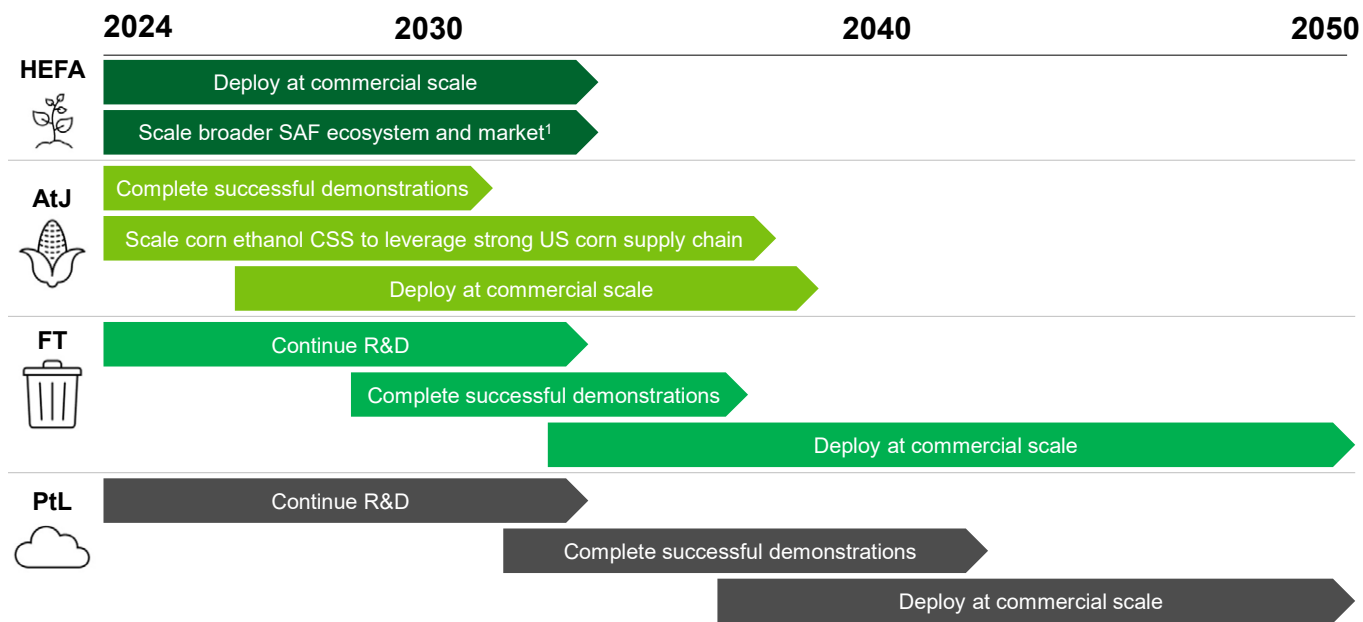 2024 2030 2040 2050
HEFA
Deploy at commercial scale
Scale broader SAF ecosystem and market¹
AtJ
Complete successful demonstrations
Scale corn ethanol CSS to leverage strong US corn supply chain
Deploy at commercial scale
FT
Continue R&D
Complete successful demonstrations
Deploy at commercial scale
PtL
Continue R&D
Complete successful demonstrations
Deploy at commercial scale